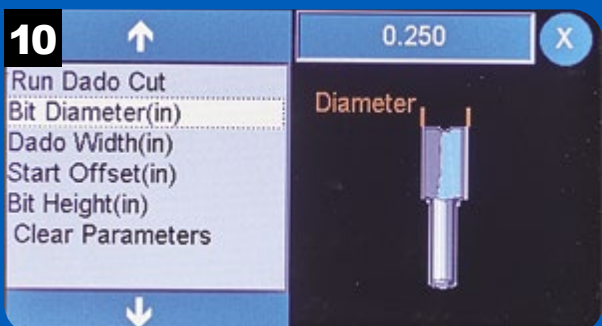 10
0.250
X
Run Dado Cut
Bit Diameter(in)
Dado Width(in)
Start Offset(in)
Bit Height(in)
Clear Parameters
Diameter